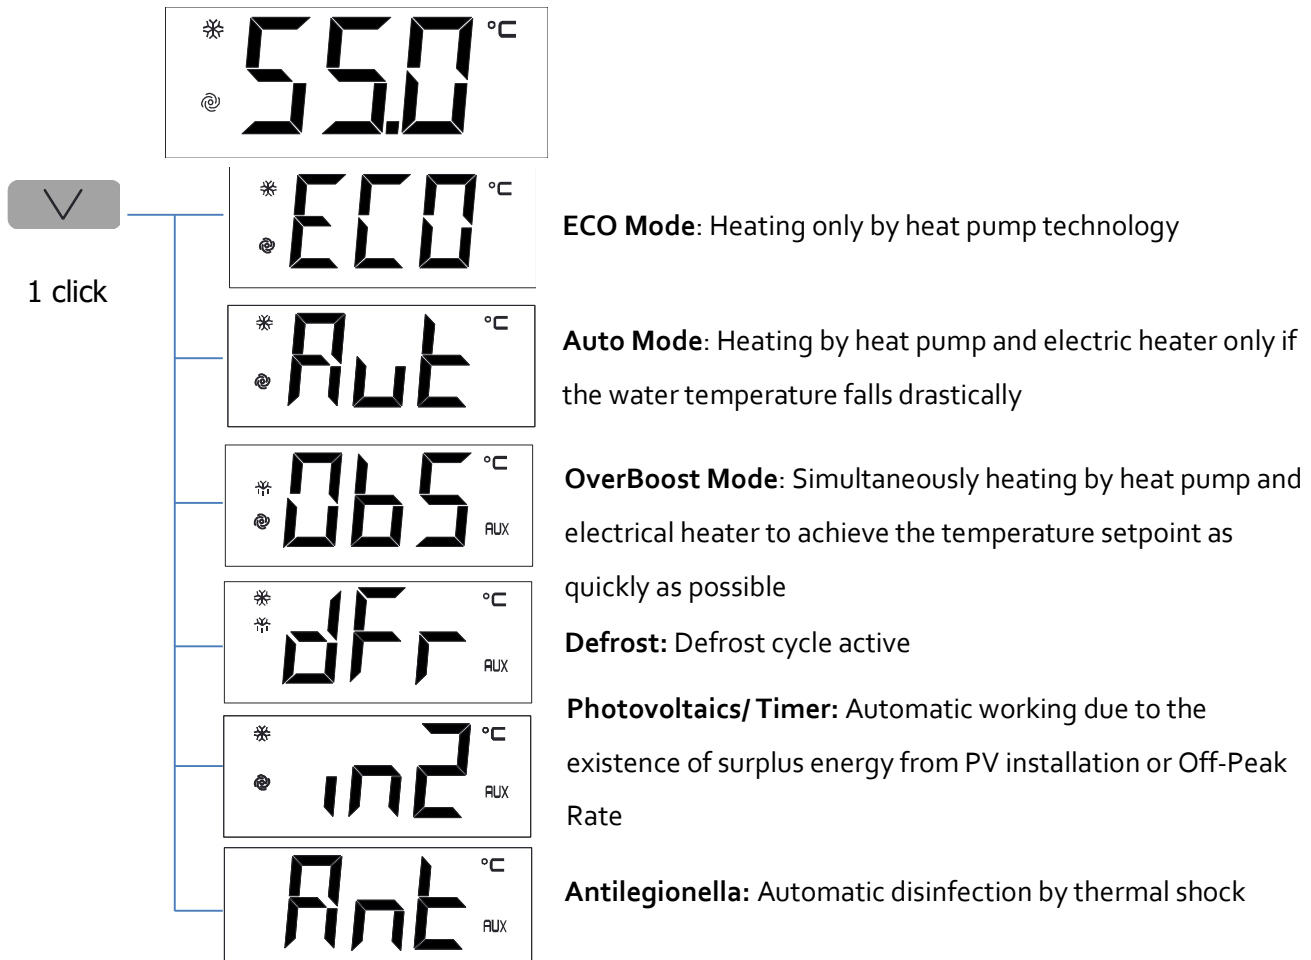 55.0 °C
ECO °C
ECO Mode: Heating only by heat pump technology
1 click
Aut °C
Auto Mode: Heating by heat pump and electric heater only if
the water temperature falls drastically
ObS °C
AUX
OverBoost Mode: Simultaneously heating by heat pump and
electrical heater to achieve the temperature setpoint as
quickly as possible
dFr °C
AUX
Defrost: Defrost cycle active
in2 °C
AUX
Photovoltaics/ Timer: Automatic working due to the
existence of surplus energy from PV installation or Off-Peak
Rate
Ant °C
AUX
Antilegionella: Automatic disinfection by thermal shock